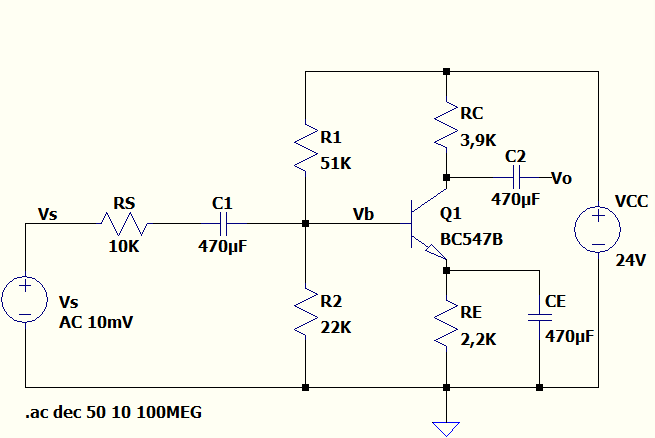 RC
3,9K
R1
51K
C2
Vo
470µF
VCC
RS
C1
Vs
Vb
Q1
10K
470µF
BC547B
24V
Vs
AC 10mV
R2
22K
RE
2,2K
CE
470µF
.ac dec 50 10 100MEG